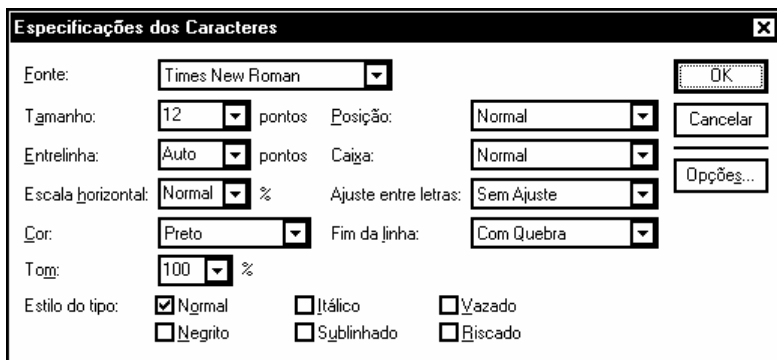 Especificações dos Caracteres
Fonte: Times New Roman OK
Tamanho: 12 pontos Posição: Normal Cancelar
Entrelinha: Auto pontos Caixa: Normal
Opções...
Escala horizontal: Normal % Ajuste entre letras: Sem Ajuste
Cor: Preto Fim da linha: Com Quebra
Tom: 100 %
Estilo do tipo: Normal Itálico Vazado
Negrito Sublinhado Riscado